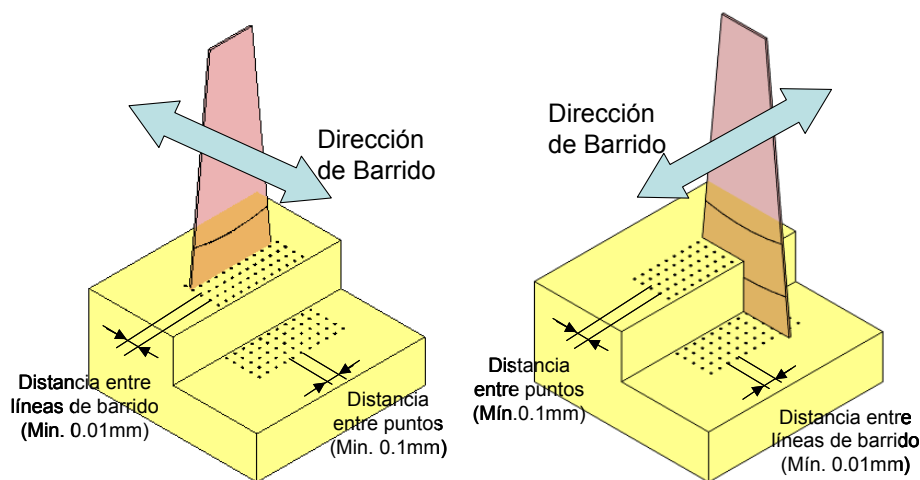 Dirección
de Barrido
Distancia entre
líneas de barrido
(Min. 0.01mm)
Distancia
entre puntos
(Min. 0.1mm)
Dirección
de Barrido
Distancia
entre puntos
(Mín.0.1mm)
Distancia entre
líneas de barrido
(Mín. 0.01mm)